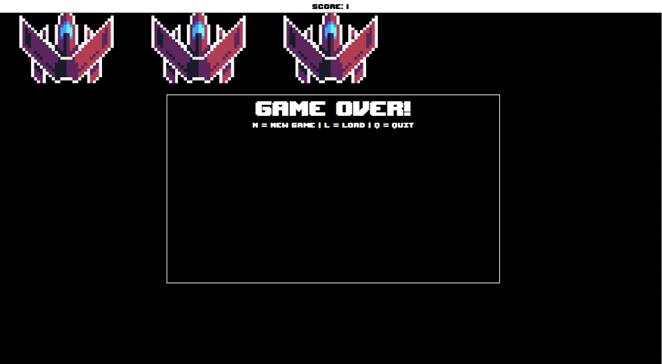 SCORE: 1
GAME OVER!
N = NEW GAME | L = LOAD | Q = QUIT